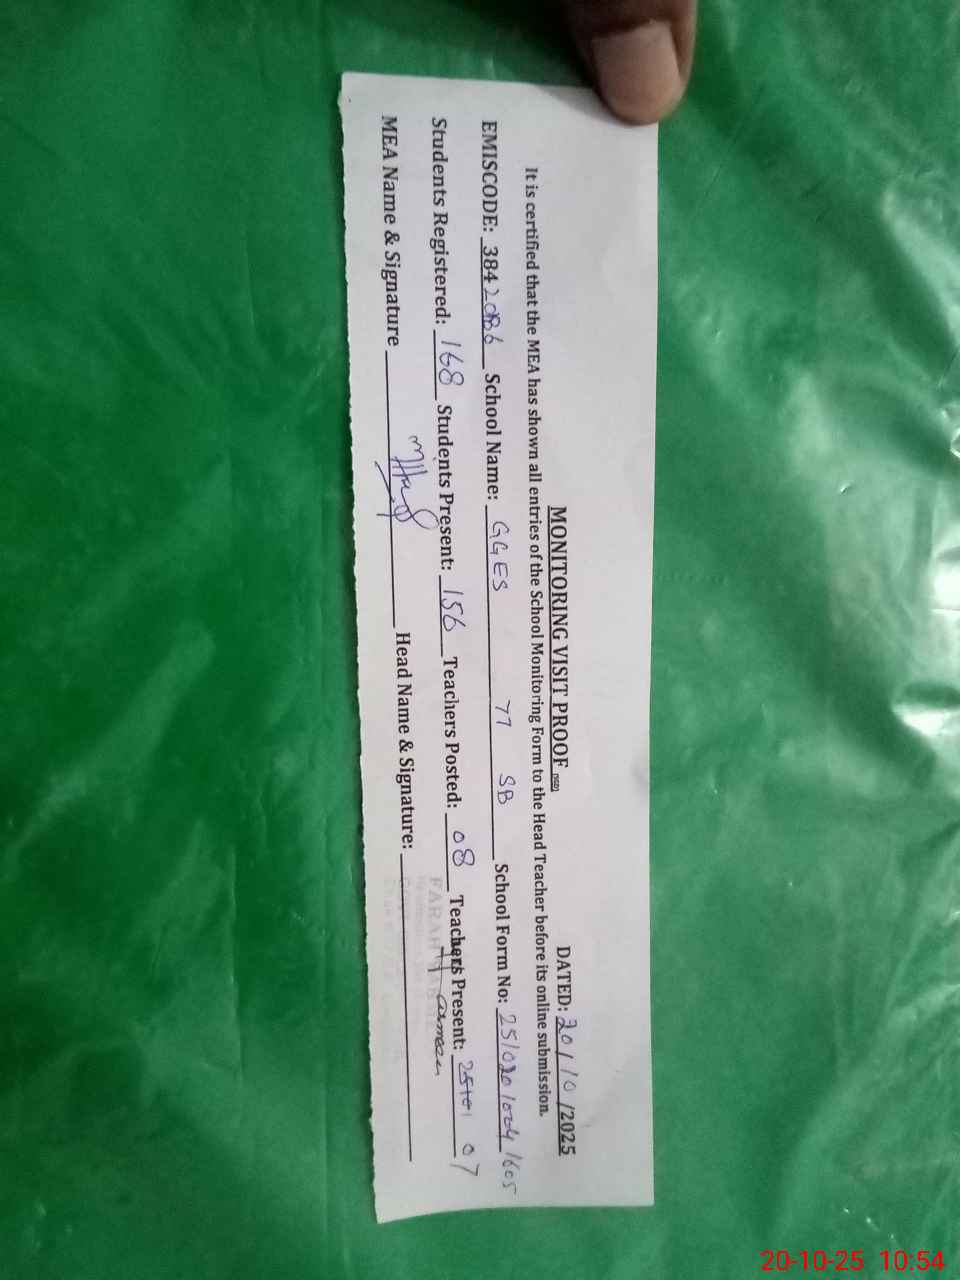 MONITORING VISIT PROOF
DATED: 20/10/2025
It is certified that the MEA has shown all entries of the School Monitoring Form to the Head Teacher before its online submission.
EMISCODE: School Name: GGES 77 SB School Form No:
Students Registered: 168 Students Present: 156 Teachers Posted: 08 Teachers Present: 07
MEA Name & Signature Head Name & Signature:
20-10-25 10:54